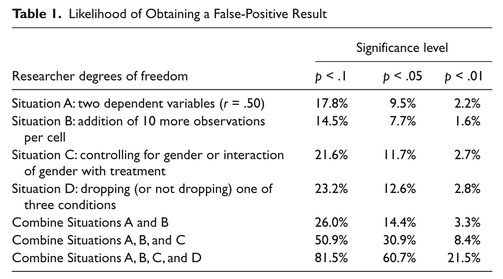 Table 1. Likelihood of Obtaining a False-Positive Result
Significance level
Researcher degrees of freedom p < .1 p < .05 p < .01
Situation A: two dependent variables (r = .50) 17.8% 9.5% 2.2%
Situation B: addition of 10 more observations 14.5% 7.7% 1.6%
per cell
Situation C: controlling for gender or interaction 21.6% 11.7% 2.7%
of gender with treatment
Situation D: dropping (or not dropping) one of 23.2% 12.6% 2.8%
three conditions
Combine Situations A and B 26.0% 14.4% 3.3%
Combine Situations A, B, and C 50.9% 30.9% 8.4%
Combine Situations A, B, C, and D 81.5% 60.7% 21.5%